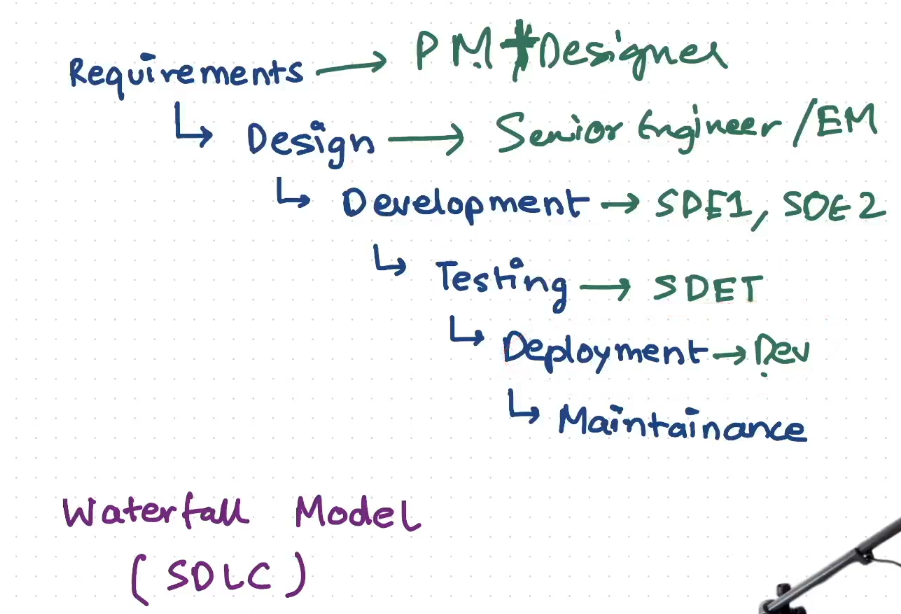 Requirements → PM + Designer
↳ Design → Senior Engineer / EM
↳ Development → SDE1, SDE2
↳ Testing → SDET
↳ Deployment → Dev
↳ Maintainance
Waterfall Model
(SDLC)